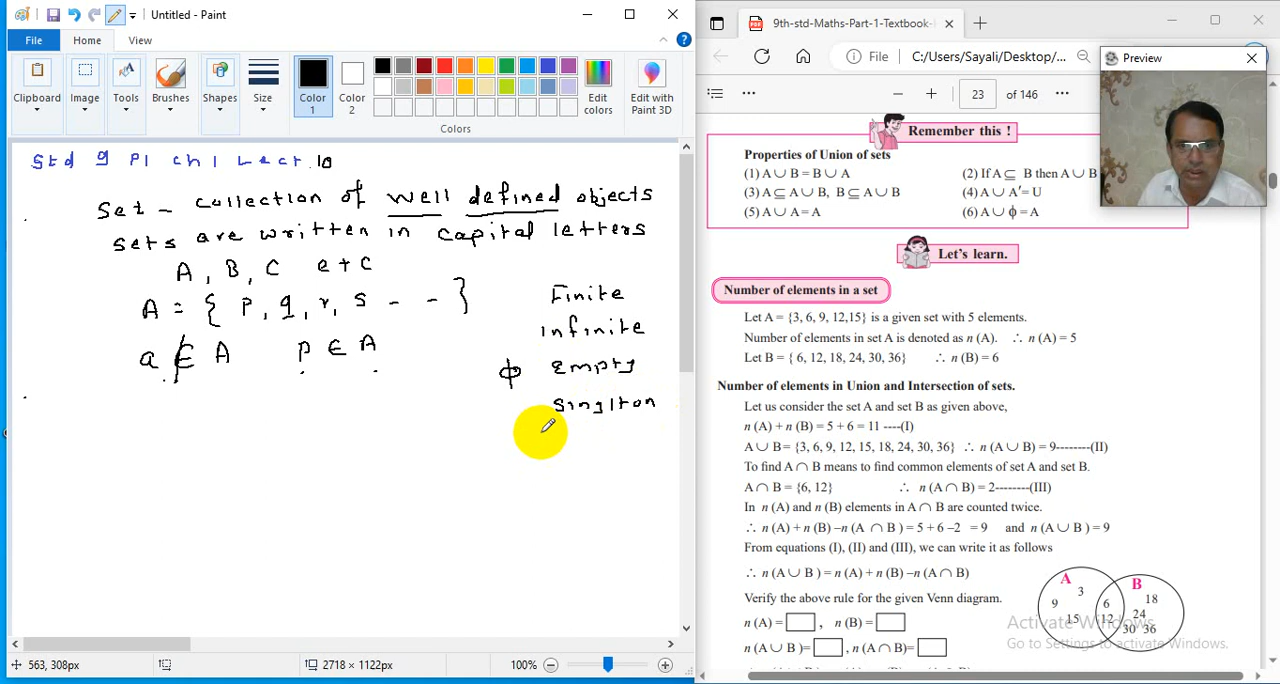 Untitled - Paint
File Home View
Clipboard Image Tools Brushes Shapes Size Color 1 Color 2 Edit colors Edit with Paint 3D
Colors
Std 9 P1 ch1 Lect. 10
Set - collection of well defined objects
sets are written in capital letters
A, B, C etc
A = { p, q, r, s - - }
a ∉ A p ∈ A
Finite
Infinite
ϕ empty
singlton
563, 308px 2718 × 1122px 100%
9th-std-Maths-Part-1-Textbook-
File C:/Users/Sayali/Desktop/...
Preview
23 of 146
Remember this !
Properties of Union of sets
(1) A ∪ B = B ∪ A (2) If A ⊆ B then A ∪ B
(3) A ⊆ A ∪ B, B ⊆ A ∪ B (4) A ∪ A′ = U
(5) A ∪ A = A (6) A ∪ ϕ = A
Let's learn.
Number of elements in a set
Let A = {3, 6, 9, 12,15} is a given set with 5 elements.
Number of elements in set A is denoted as n (A). ∴ n (A) = 5
Let B = { 6, 12, 18, 24, 30, 36} ∴ n (B) = 6
Number of elements in Union and Intersection of sets.
Let us consider the set A and set B as given above,
n (A) + n (B) = 5 + 6 = 11 ----(I)
A ∪ B = {3, 6, 9, 12, 15, 18, 24, 30, 36} ∴ n (A ∪ B) = 9--------(II)
To find A ∩ B means to find common elements of set A and set B.
A ∩ B = {6, 12} ∴ n (A ∩ B) = 2-------(III)
In n (A) and n (B) elements in A ∩ B are counted twice.
∴ n (A) + n (B) –n (A ∩ B) = 5 + 6 –2 = 9 and n (A ∪ B ) = 9
From equations (I), (II) and (III), we can write it as follows
∴ n (A ∪ B ) = n (A) + n (B) –n (A ∩ B)
Verify the above rule for the given Venn diagram.
n (A) = , n (B) =
n (A ∪ B)= , n (A ∩ B)=
A B
3 18
9 6 24
15 12 30 36
Activate Windows
Go to Settings to activate Windows.